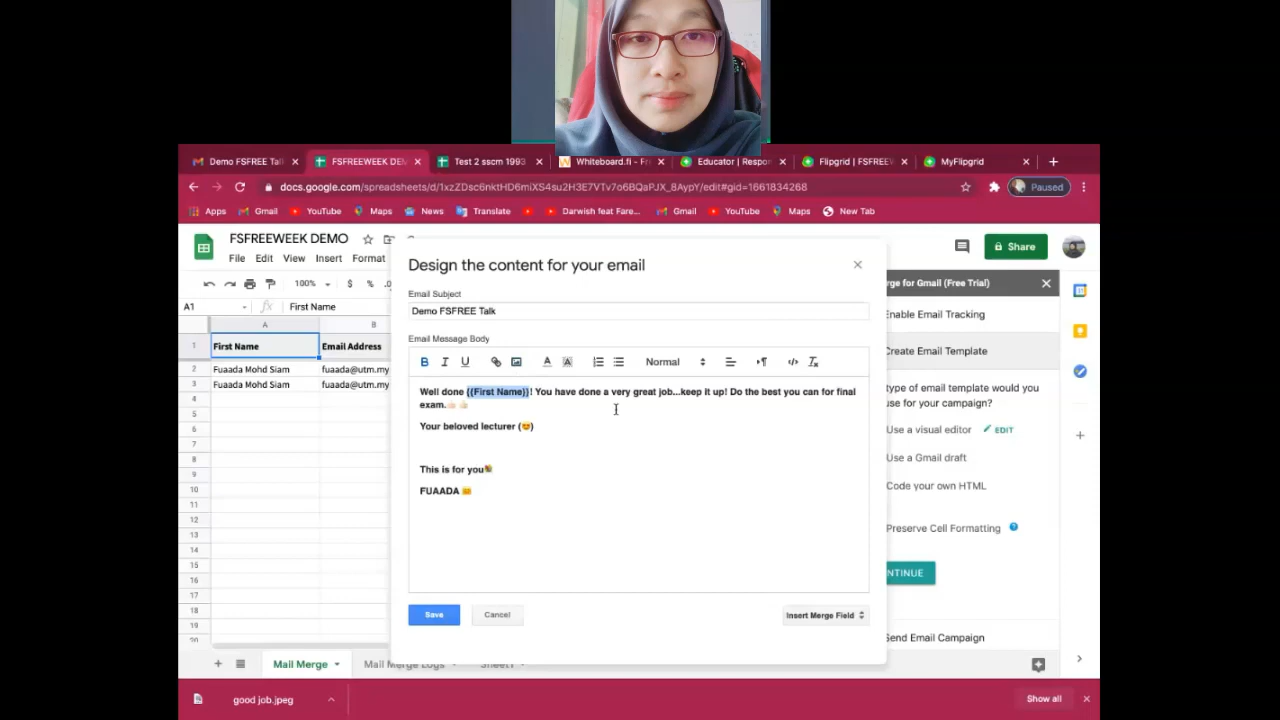 Demo FSFREE Tal
FSFREEWEEK DEM
Test 2 sscm 1993
Whiteboard.fi - Fr
Educator | Respon
Flipgrid | FSFREEW
MyFlipgrid
docs.google.com/spreadsheets/d/1xzZDsc6nktHD6miXS4su2H3E7VTv7o6BQaPJX_8AypY/edit#gid=1661834268
Paused
Apps
Gmail
YouTube
Maps
News
Translate
Darwish feat Fare...
Gmail
YouTube
Maps
New Tab
FSFREEWEEK DEMO
File Edit View Insert Format
Share
100%
$
%
A1
fx
First Name
A
B
1
First Name
Email Address
2
Fuaada Mohd Siam
fuaada@utm.my
3
Fuaada Mohd Siam
fuaada@utm.my
4
5
6
7
8
9
10
11
12
13
14
15
16
17
18
19
20
Design the content for your email
Email Subject
Demo FSFREE Talk
Email Message Body
B I U
A
A
Normal
Well done {{First Name}}! You have done a very great job...keep it up! Do the best you can for final
exam.👍🏻👍🏻
Your beloved lecturer (😍)
This is for you
FUAADA
Save
Cancel
Insert Merge Field
rge for Gmail (Free Trial)
Enable Email Tracking
Create Email Template
type of email template would you
use for your campaign?
Use a visual editor
EDIT
Use a Gmail draft
Code your own HTML
Preserve Cell Formatting
NTINUE
Send Email Campaign
Mail Merge
Mail Merge Logs
Sheet1
good job.jpeg
Show all